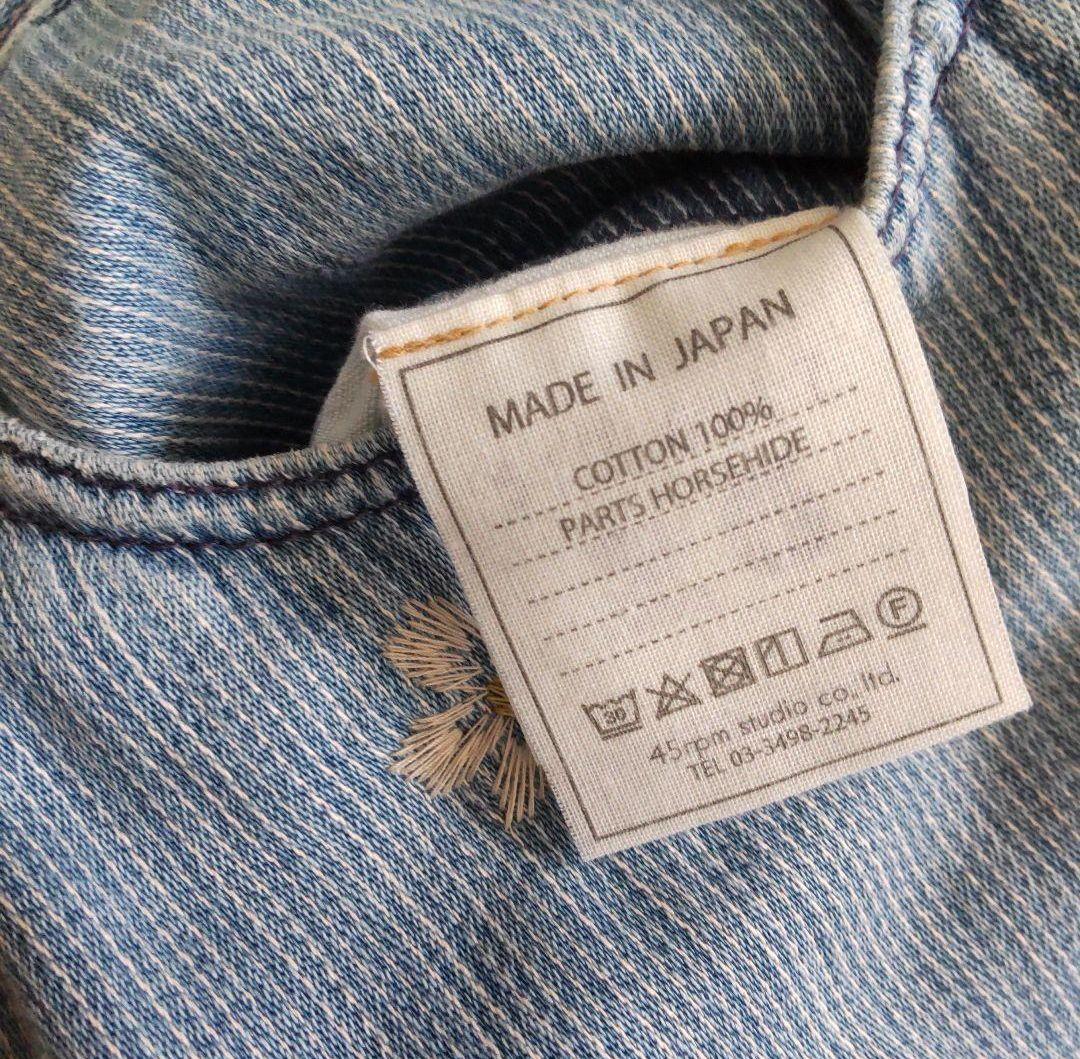 MADE IN JAPAN
COTTON 100%
PARTS HORSEHIDE
30 F
45rpm studio co.,ltd.
TEL 03-3498-2245